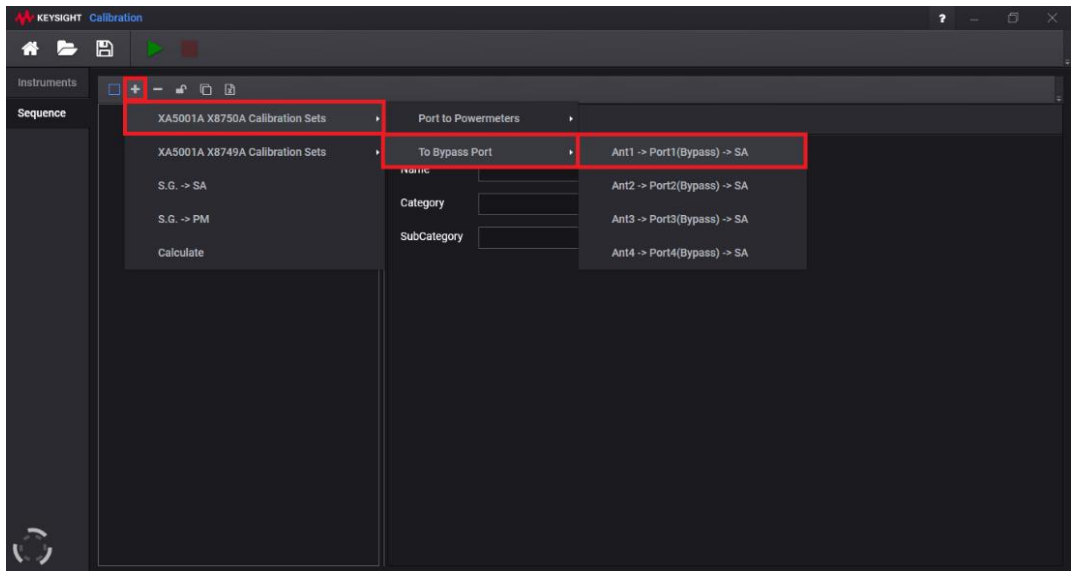 KEYSIGHT Calibration ?
Instruments
Sequence
XA5001A X8750A Calibration Sets
XA5001A X8749A Calibration Sets
S.G. -> SA
S.G. -> PM
Calculate
Port to Powermeters
To Bypass Port
Ant1 -> Port1(Bypass) -> SA
Ant2 -> Port2(Bypass) -> SA
Ant3 -> Port3(Bypass) -> SA
Ant4 -> Port4(Bypass) -> SA
Name
Category
SubCategory